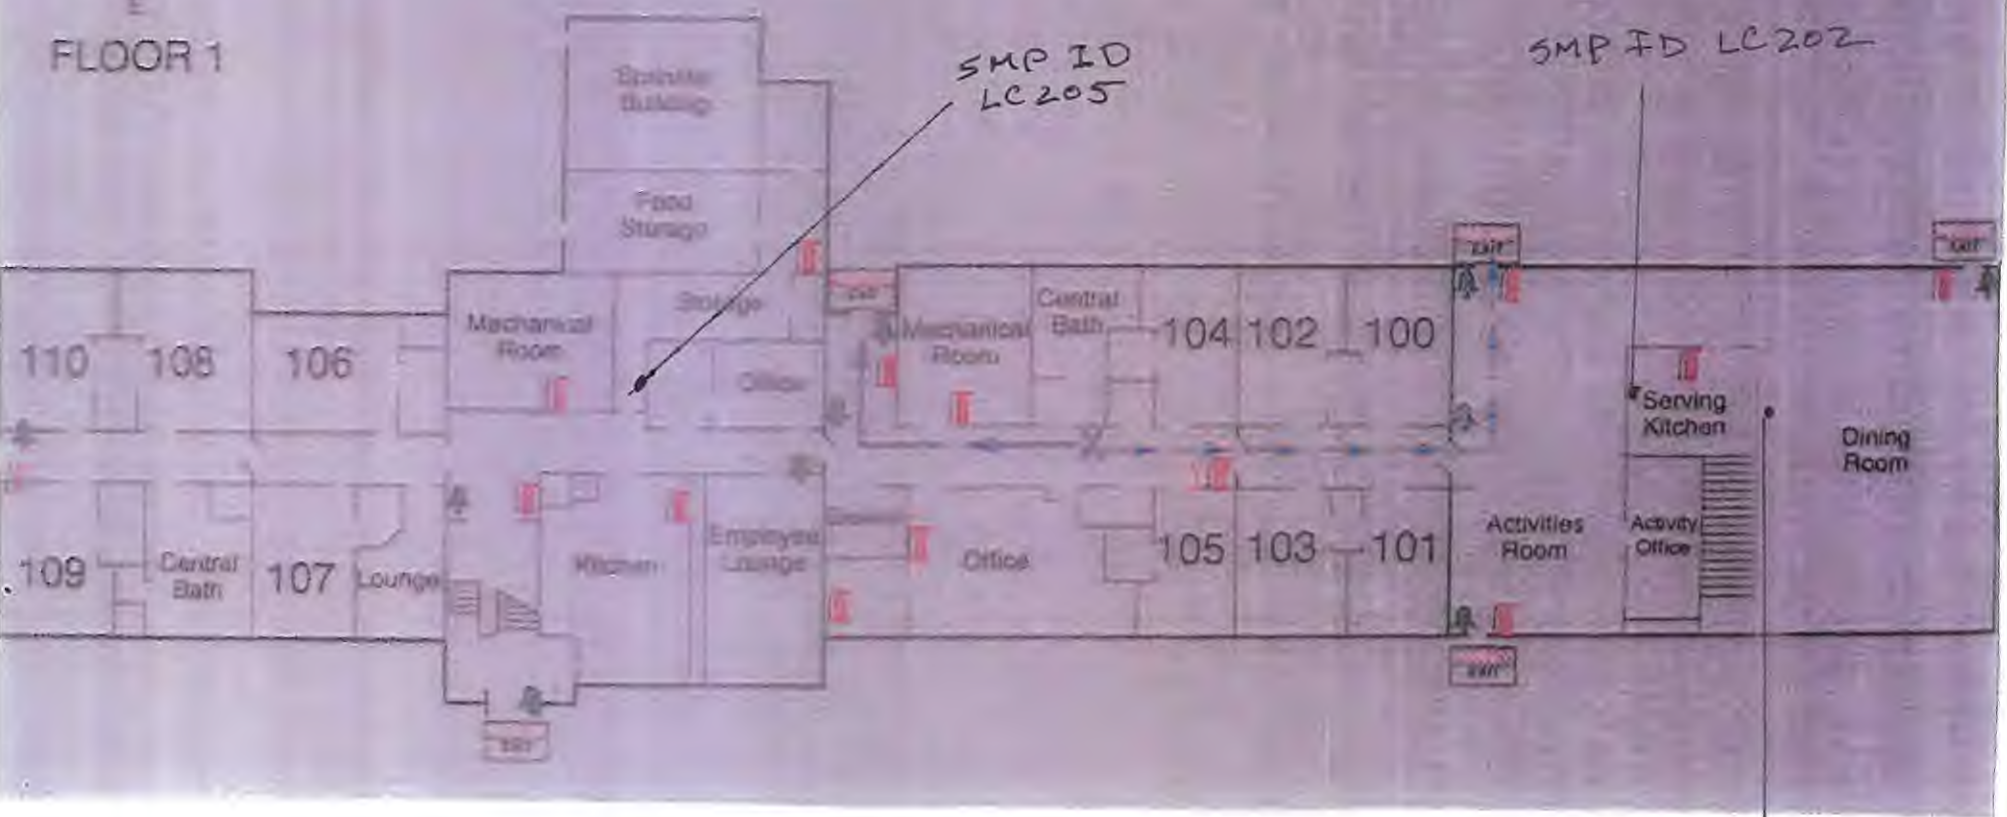 FLOOR 1
SMP ID
LC205
SMP ID LC202
Sprinkler
Building
Food
Storage
Storage
Mechanical
Room
Office
Mechanical
Room
Central
Bath
104
102
100
110
108
106
EXIT
EXIT
EXIT
Serving
Kitchen
Dining
Room
109
Central
Bath
107
Lounge
Kitchen
Employee
Lounge
Office
105
103
101
Activities
Room
Activity
Office
EXIT
EXIT